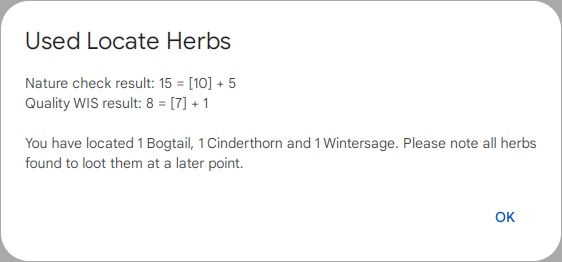 Used Locate Herbs
Nature check result: 15 = [10] + 5
Quality WIS result: 8 = [7] + 1
You have located 1 Bogtail, 1 Cinderthorn and 1 Wintersage. Please note all herbs
found to loot them at a later point.
OK